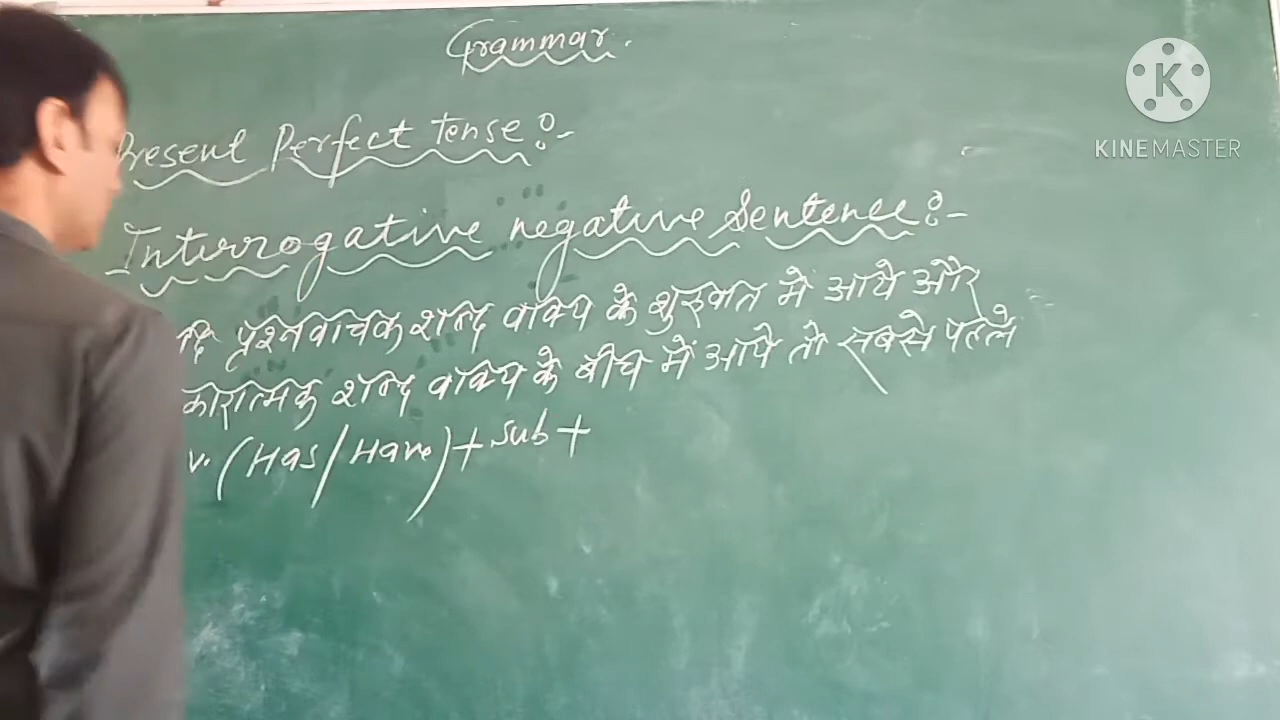 Grammar.
Present Perfect Tense:-
Interrogative negative Sentence:-
प्रश्नवाचक शब्द वाक्य के शुरुवात में आये और
कारात्मक शब्द वाक्य के बीच में आये तो सबसे पहले
v. (Has/Have) + sub +
K
KINEMASTER